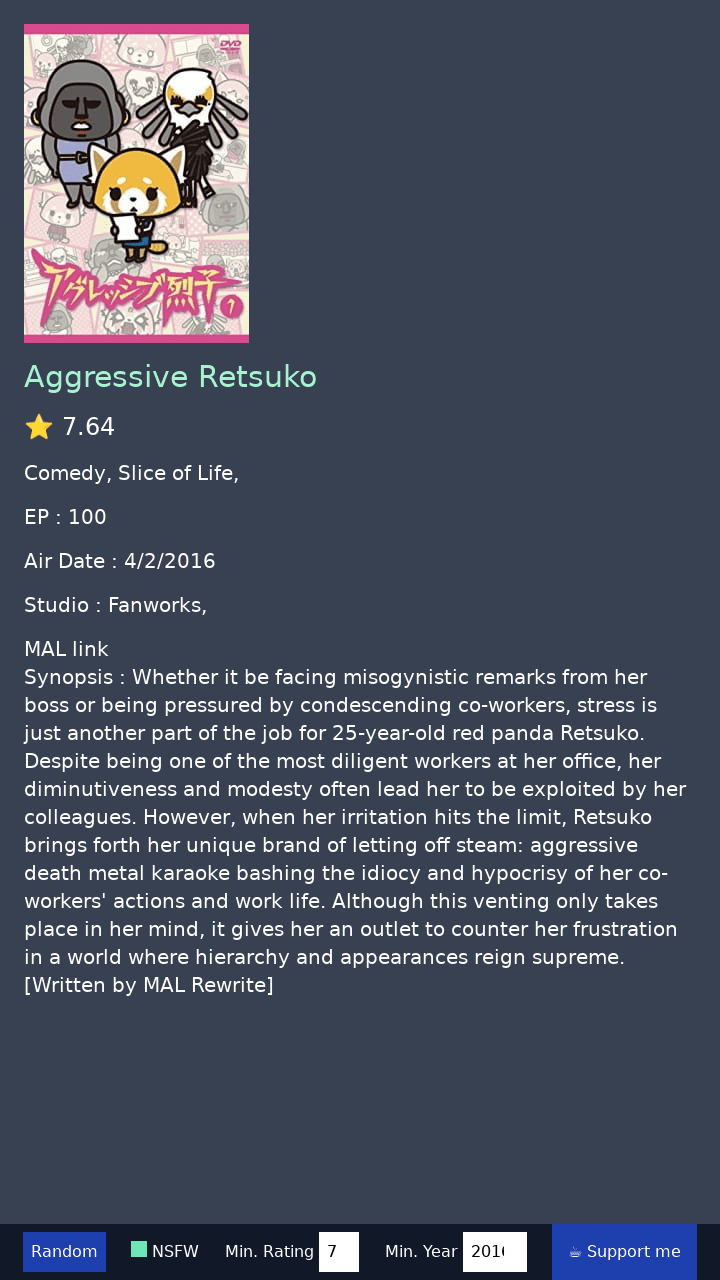 DVD
アグレッシブ烈子
1
Aggressive Retsuko
⭐ 7.64
Comedy, Slice of Life,
EP : 100
Air Date : 4/2/2016
Studio : Fanworks,
MAL link
Synopsis : Whether it be facing misogynistic remarks from her
boss or being pressured by condescending co-workers, stress is
just another part of the job for 25-year-old red panda Retsuko.
Despite being one of the most diligent workers at her office, her
diminutiveness and modesty often lead her to be exploited by her
colleagues. However, when her irritation hits the limit, Retsuko
brings forth her unique brand of letting off steam: aggressive
death metal karaoke bashing the idiocy and hypocrisy of her co-
workers' actions and work life. Although this venting only takes
place in her mind, it gives her an outlet to counter her frustration
in a world where hierarchy and appearances reign supreme.
[Written by MAL Rewrite]
Random NSFW Min. Rating 7 Min. Year 2016 ☕ Support me